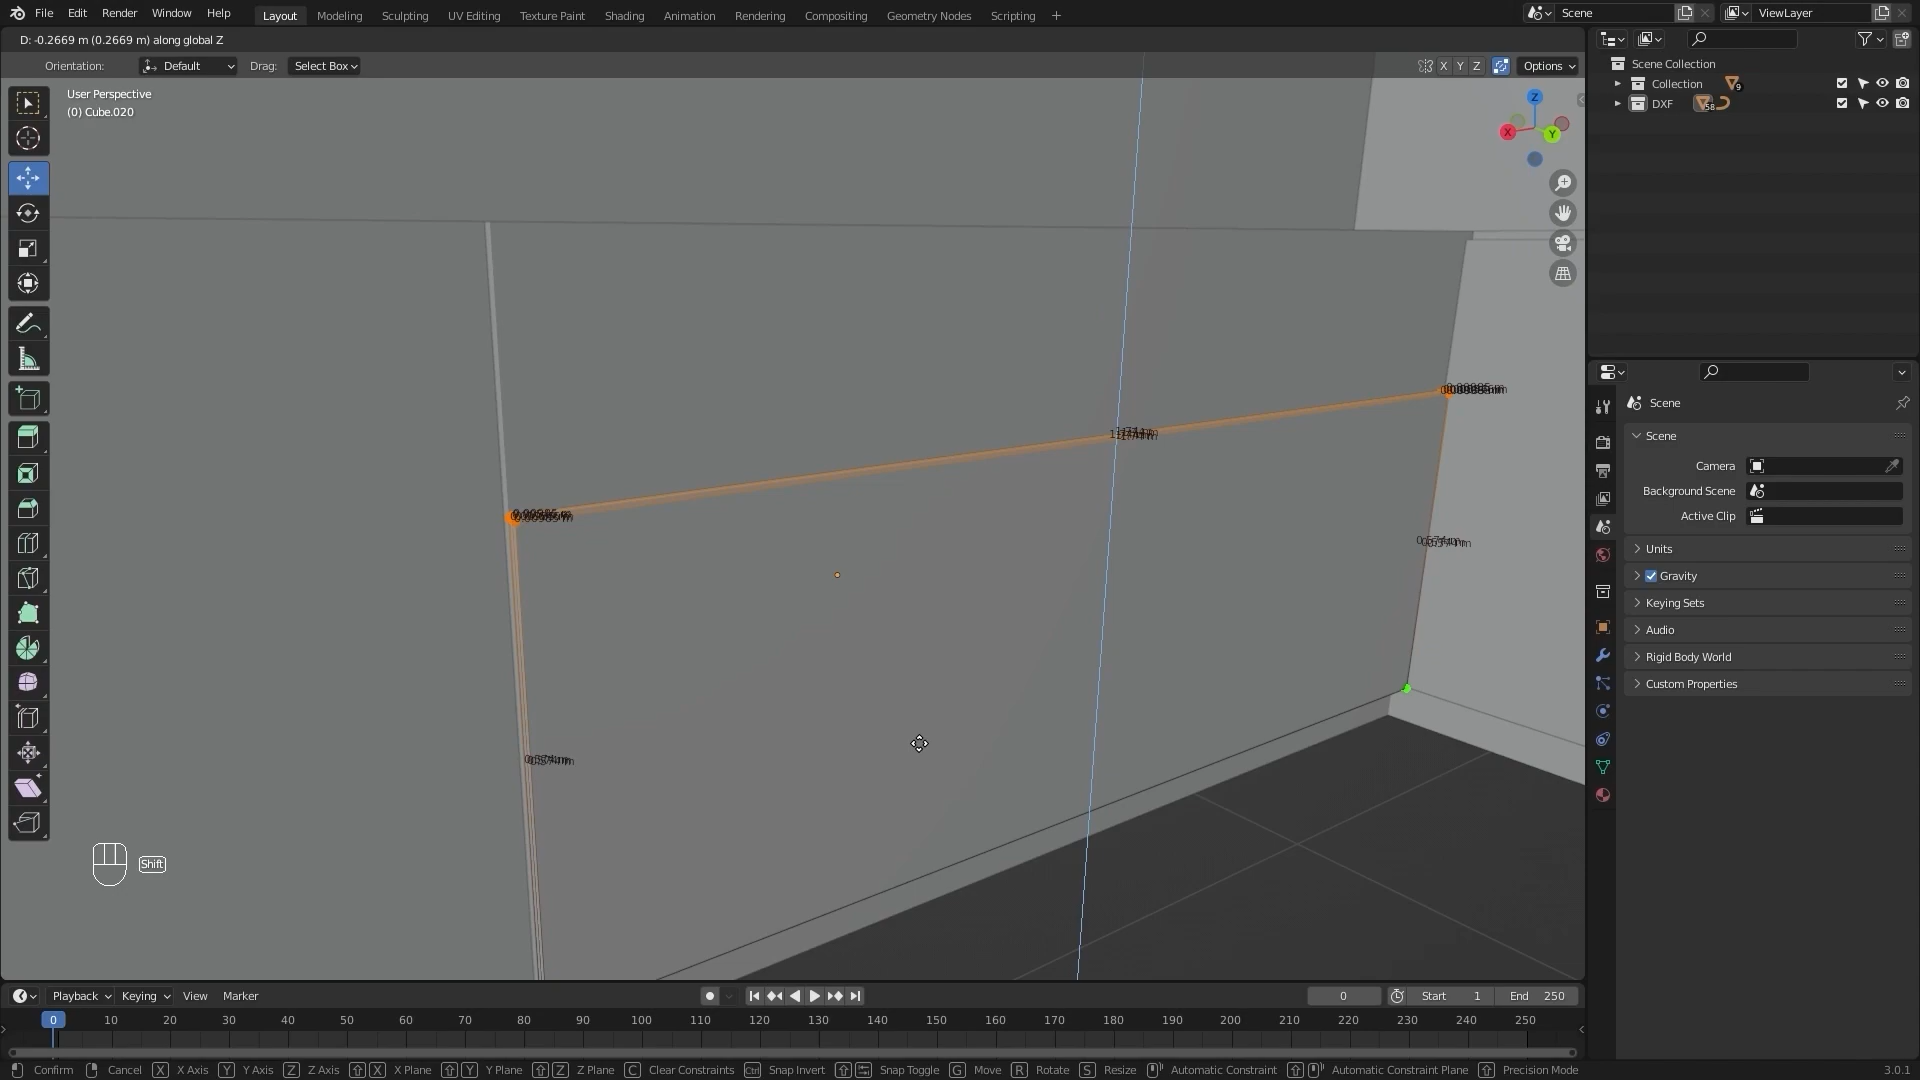 File Edit Render Window Help Layout Modeling Sculpting UV Editing Texture Paint Shading Animation Rendering Compositing Geometry Nodes Scripting + Scene ViewLayer
D: -0.2669 m (0.2669 m) along global Z
Orientation: Default Drag: Select Box X Y Z Options
User Perspective
(0) Cube.020
Z
X
Y
0.574m
Shift
Scene Collection
Collection 9
DXF 58
Scene
Scene
Camera
Background Scene
Active Clip
Units
Gravity
Keying Sets
Audio
Rigid Body World
Custom Properties
Playback Keying View Marker 0 Start 1 End 250
0 10 20 30 40 50 60 70 80 90 100 110 120 130 140 150 160 170 180 190 200 210 220 230 240 250
Confirm Cancel X X Axis Y Y Axis Z Z Axis X X Plane Y Y Plane Z Z Plane C Clear Constraints Ctrl Snap Invert Snap Toggle G Move R Rotate S Resize Automatic Constraint Automatic Constraint Plane Precision Mode 3.0.1